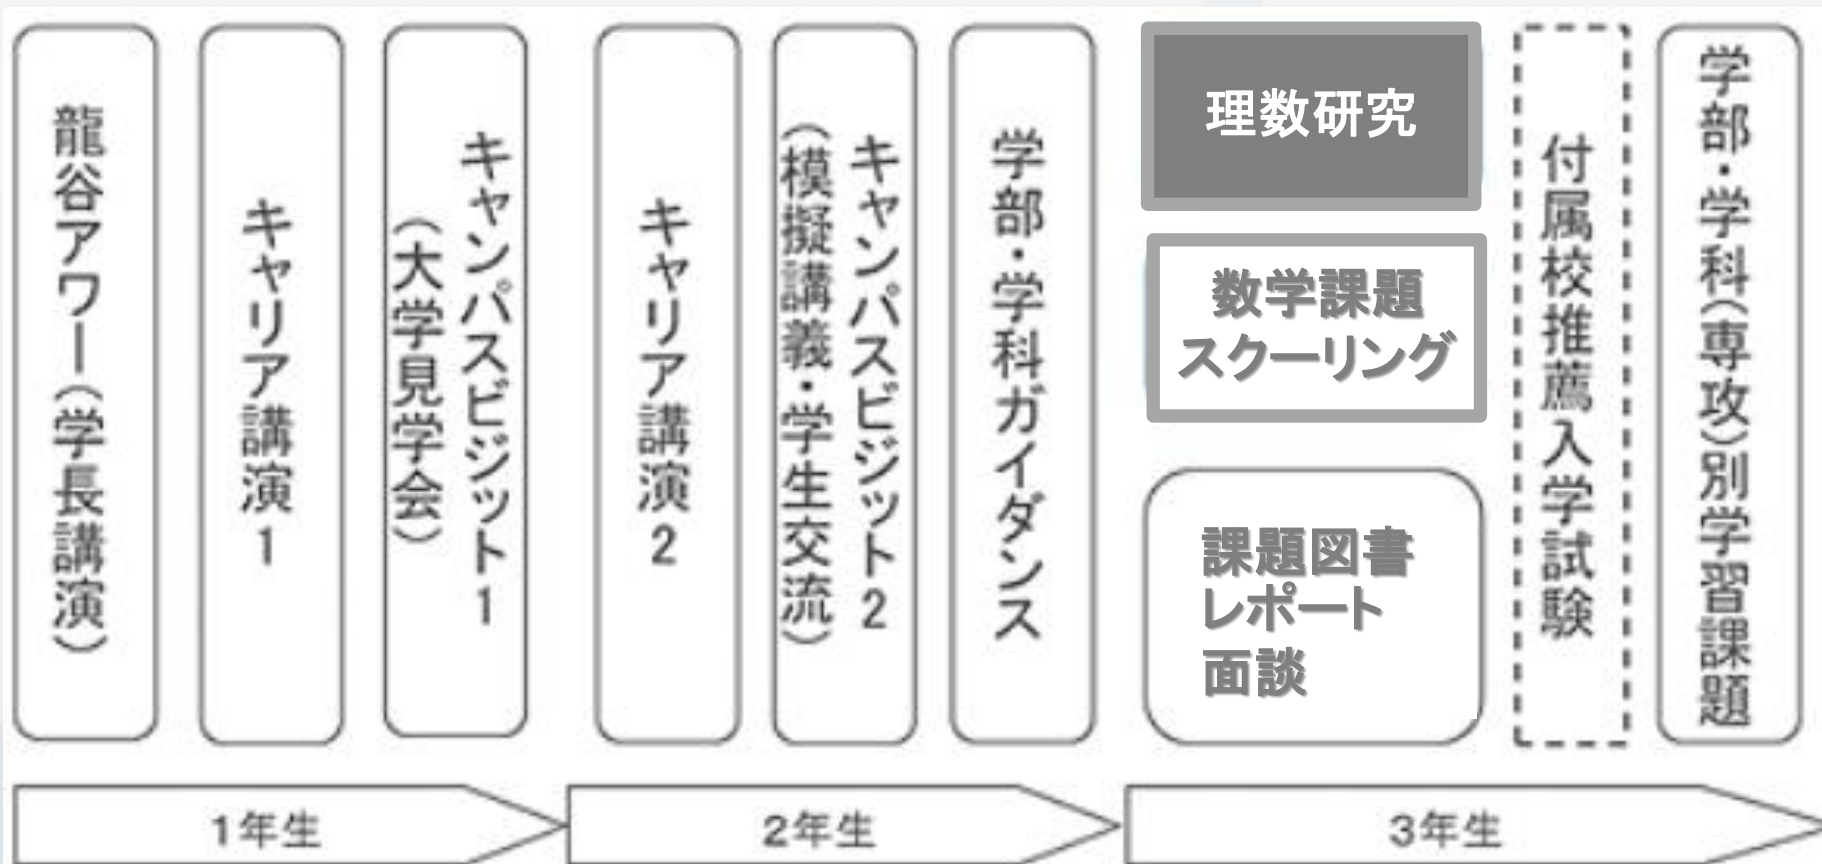 龍谷アワー(学長講演)
キャリア講演1
キャンパスビジット1
(大学見学会)
キャリア講演2
キャンパスビジット2
(模擬講義・学生交流)
学部・学科ガイダンス
理数研究
数学課題
スクーリング
課題図書
レポート
面談
付属校推薦入学試験
学部・学科(専攻)別学習課題
1年生
2年生
3年生